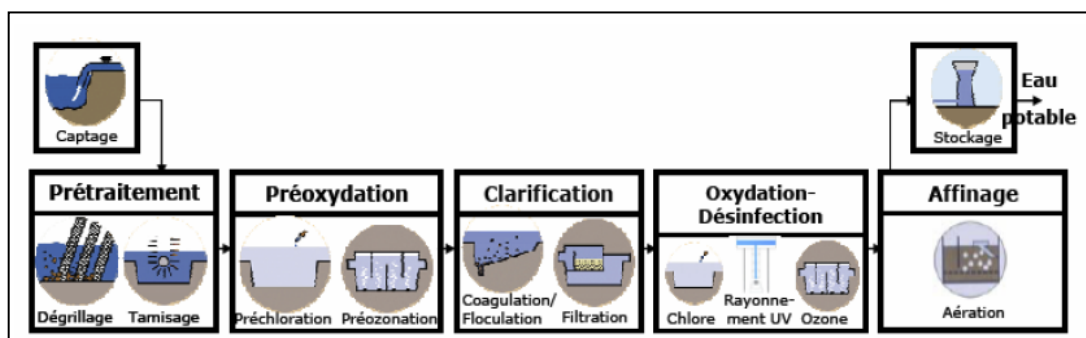 Captage
Stockage
Eau
potable
Prétraitement
Dégrillage
Tamisage
Préoxydation
Préchloration
Préozonation
Clarification
Coagulation/
Floculation
Filtration
Oxydation-
Désinfection
Chlore
Rayonne-
ment UV
Ozone
Affinage
Aération